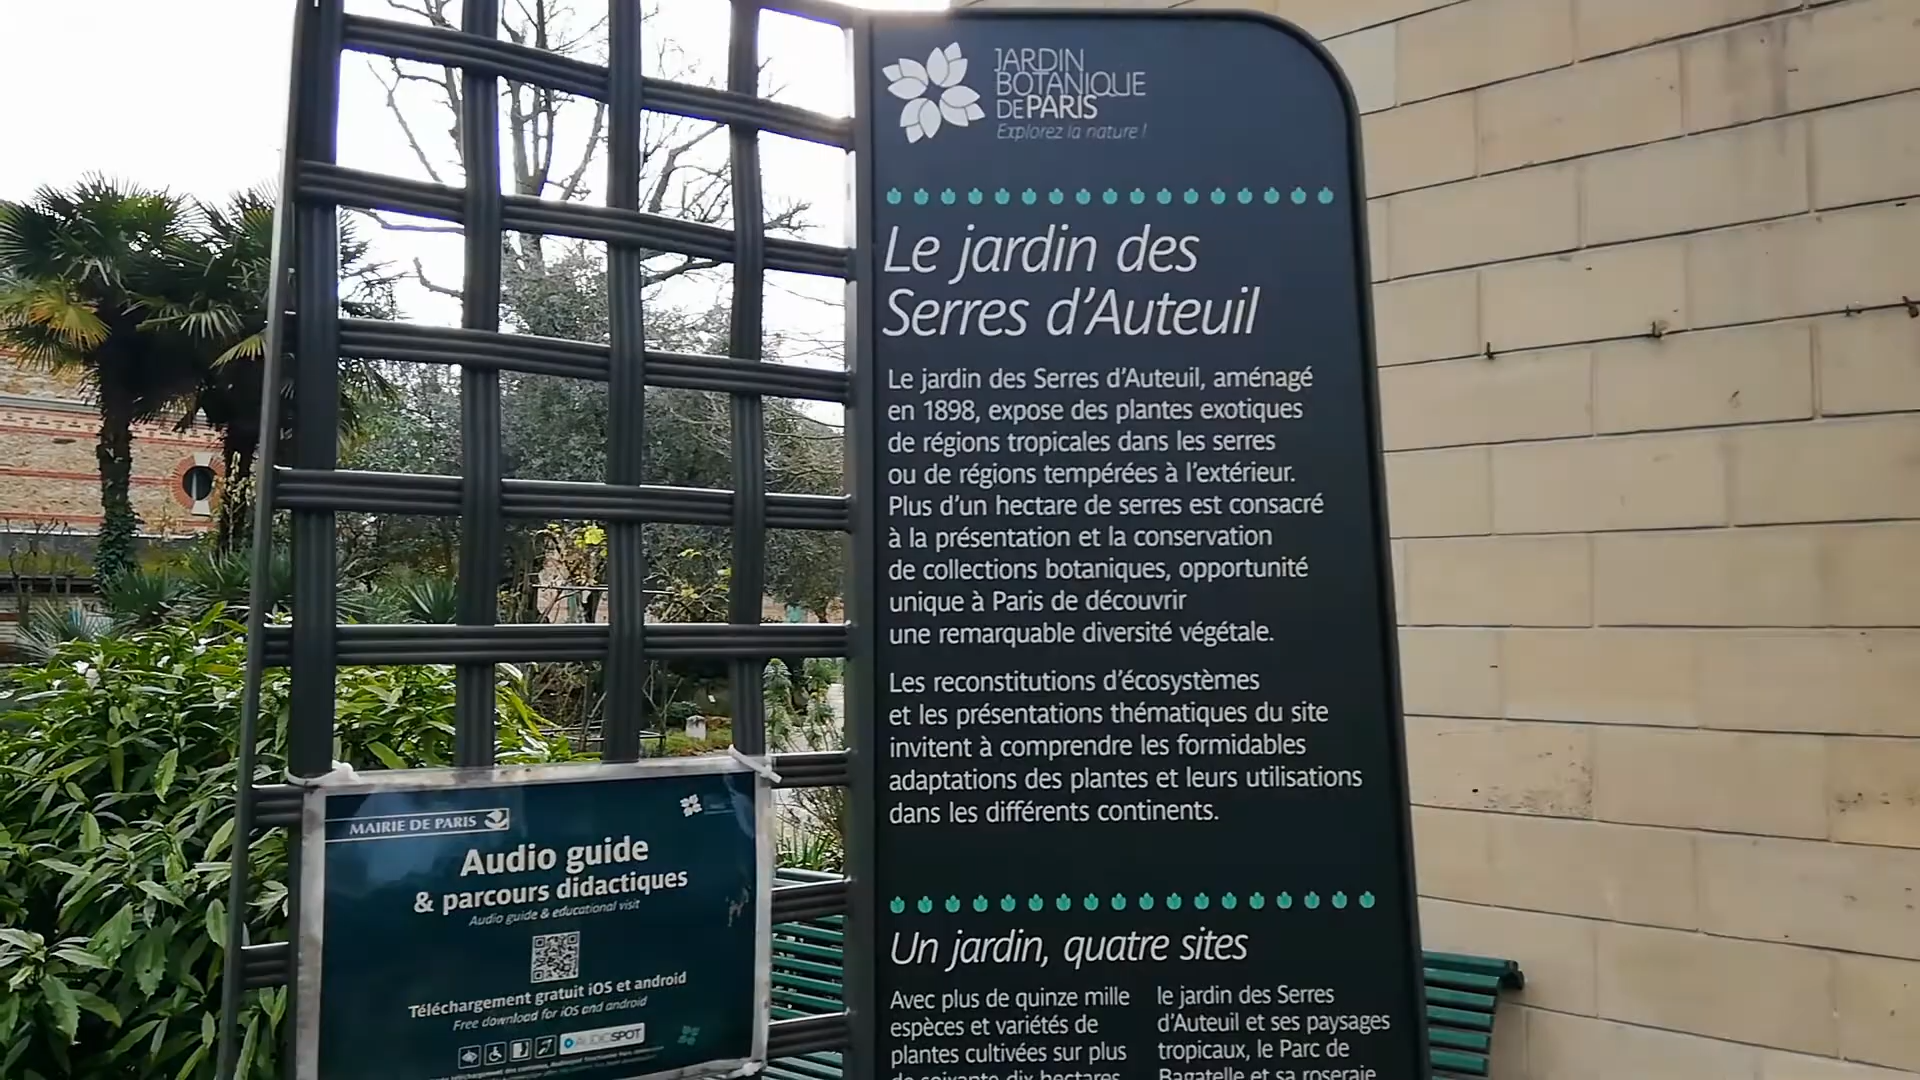 JARDIN
BOTANIQUE
DE PARIS
Explorez la nature !
Le jardin des
Serres d'Auteuil
Le jardin des Serres d'Auteuil, aménagé
en 1898, expose des plantes exotiques
de régions tropicales dans les serres
ou de régions tempérées à l'extérieur.
Plus d'un hectare de serres est consacré
à la présentation et la conservation
de collections botaniques, opportunité
unique à Paris de découvrir
une remarquable diversité végétale.
Les reconstitutions d'écosystèmes
et les présentations thématiques du site
invitent à comprendre les formidables
adaptations des plantes et leurs utilisations
dans les différents continents.
Un jardin, quatre sites
Avec plus de quinze mille
espèces et variétés de
plantes cultivées sur plus
de soixante dix hectares
le jardin des Serres
d'Auteuil et ses paysages
tropicaux, le Parc de
Bagatelle et sa roseraie
MAIRIE DE PARIS
Audio guide
& parcours didactiques
Audio guide & educational visit
Téléchargement gratuit iOS et android
Free download for iOS and android
AUDIOSPOT